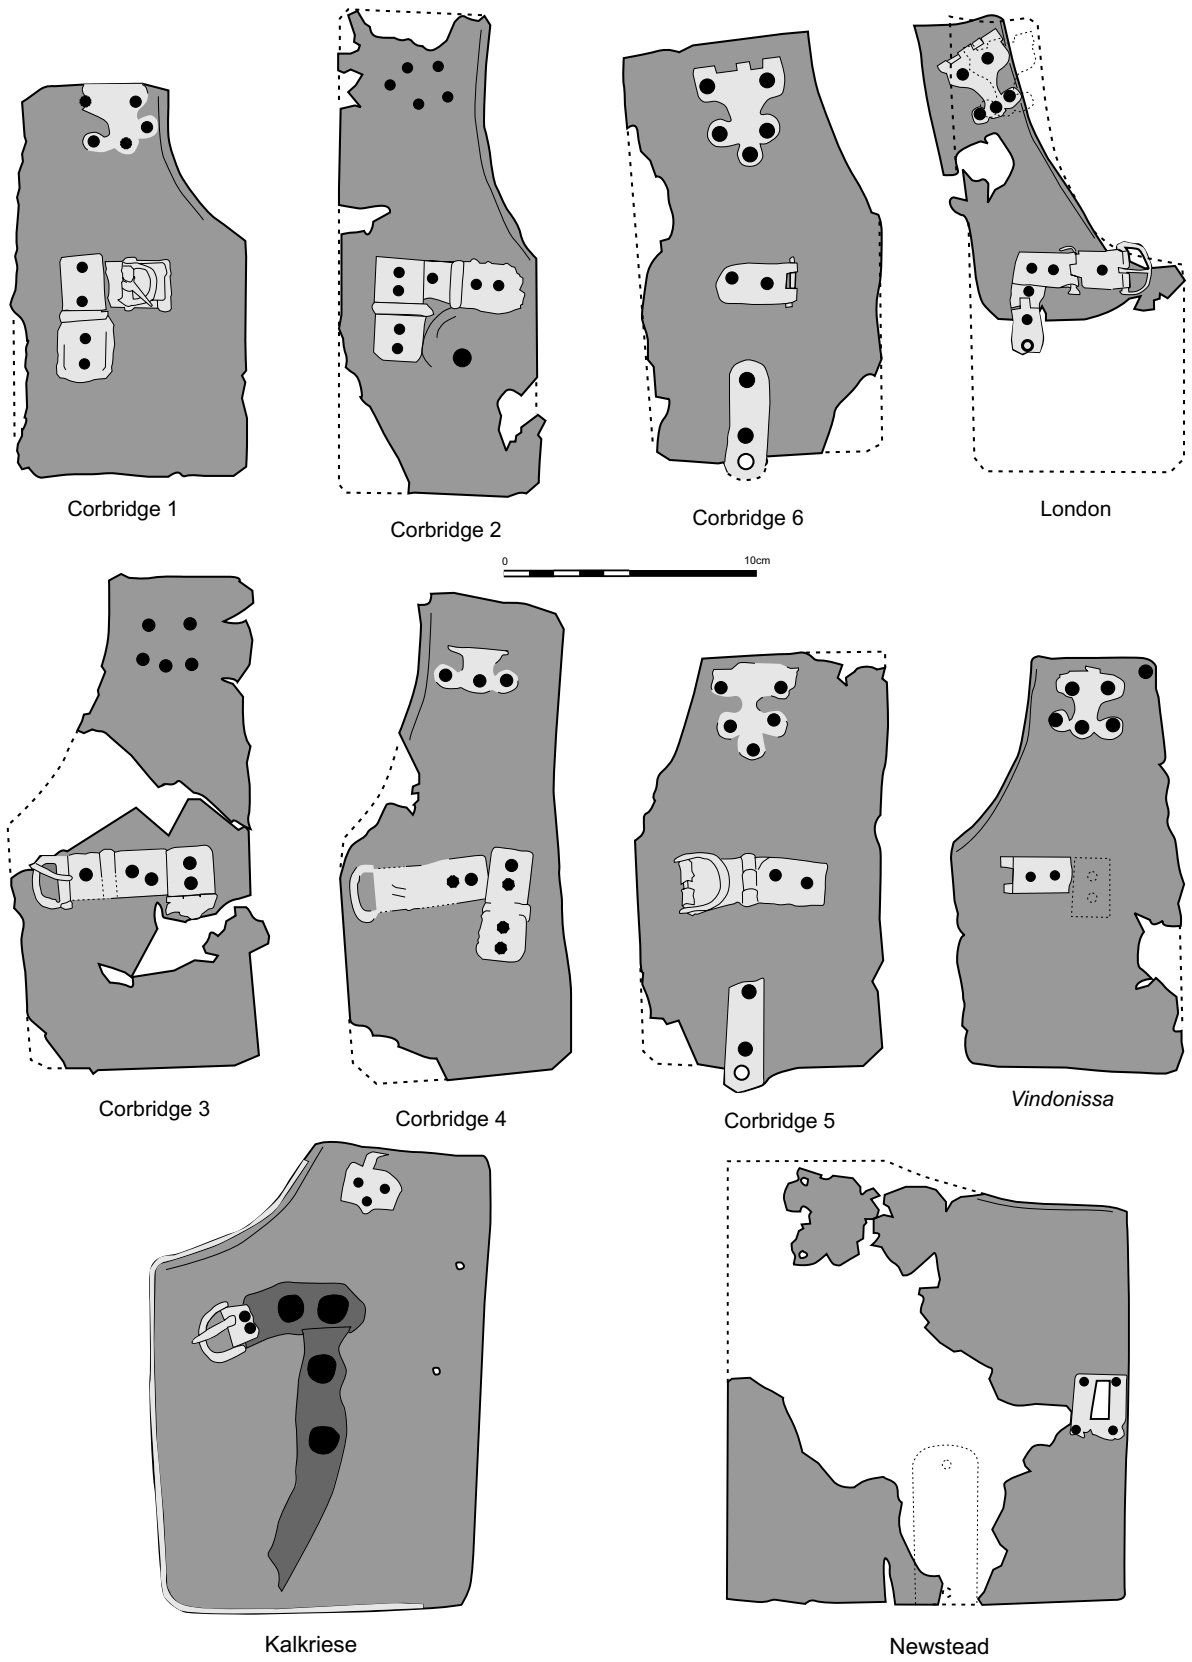 Corbridge 1
Corbridge 2
Corbridge 6
London
0 10cm
Corbridge 3
Corbridge 4
Corbridge 5
Vindonissa
Kalkriese
Newstead